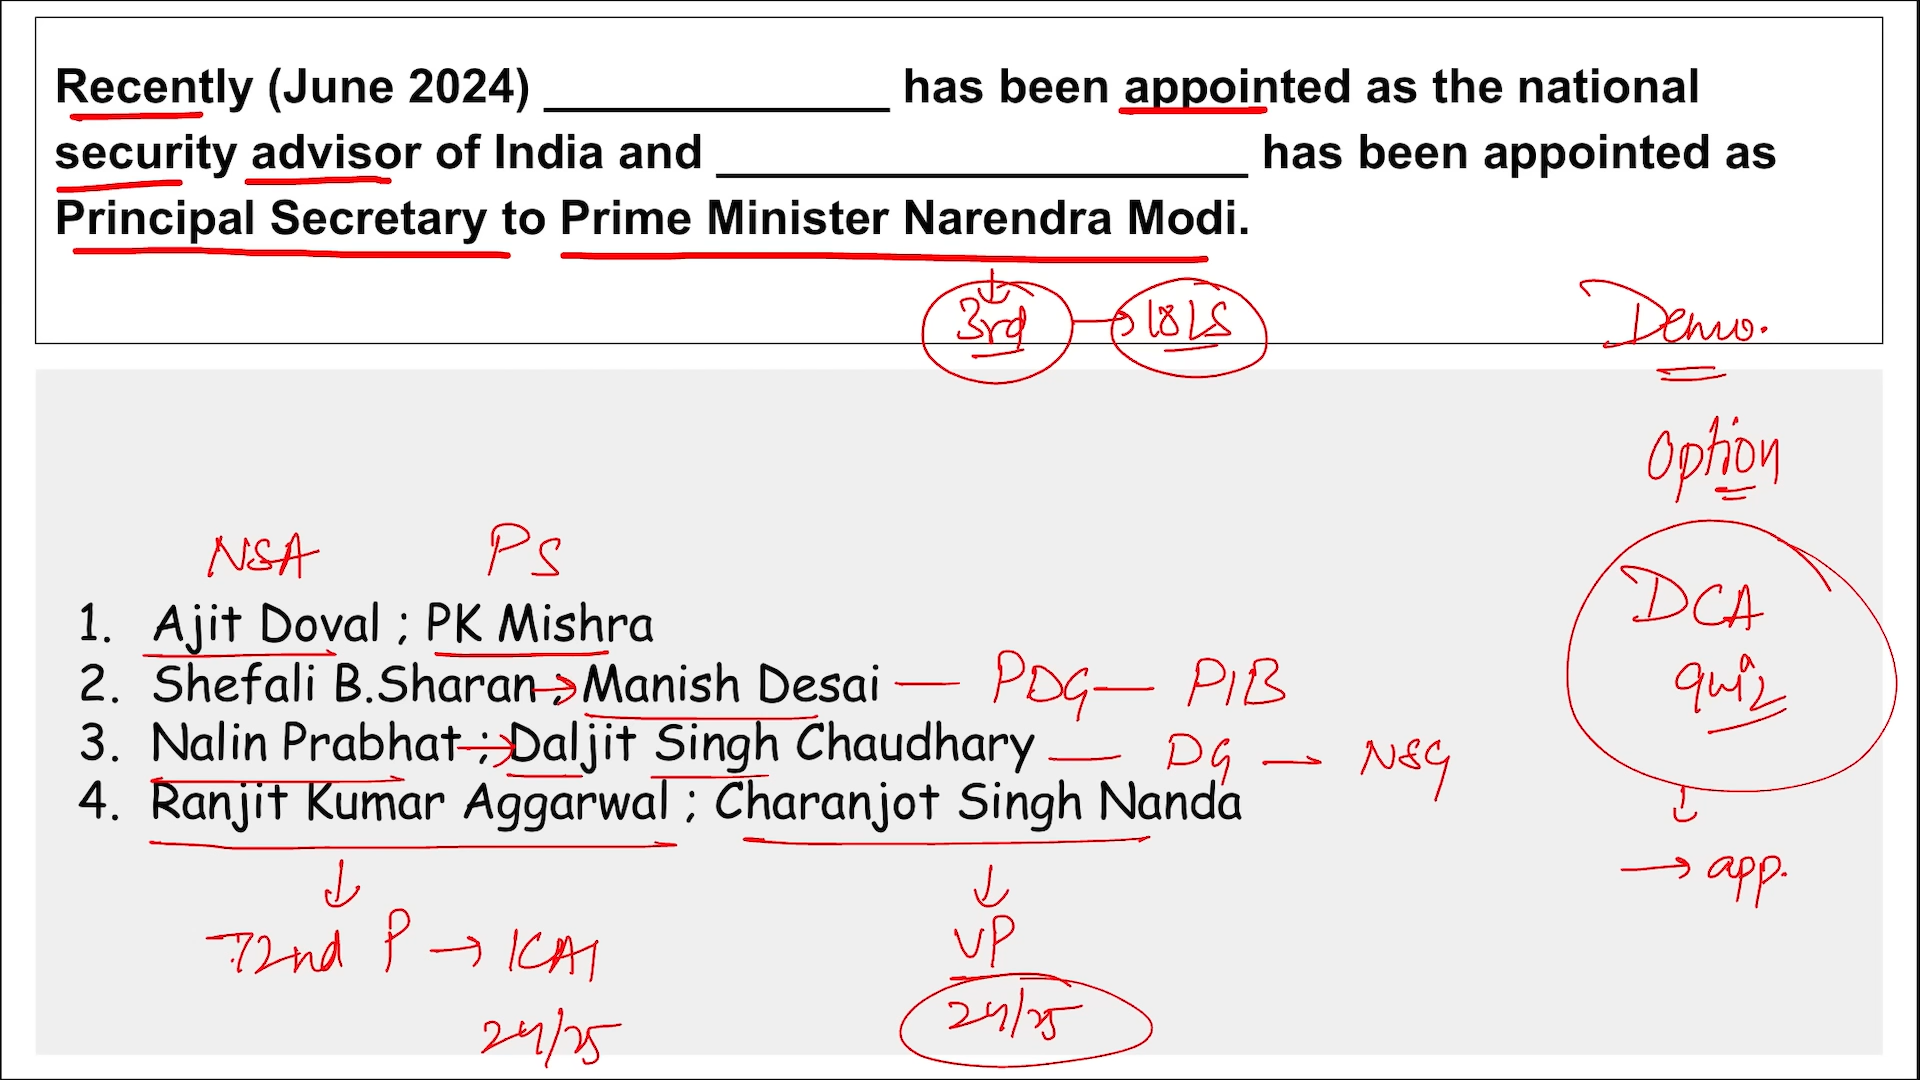 Recently (June 2024) _____________ has been appointed as the national
security advisor of India and ____________________ has been appointed as
Principal Secretary to Prime Minister Narendra Modi.
3rd → 18 LS
Demo.
Option
NSA PS
DCA
quiz
1. Ajit Doval ; PK Mishra
2. Shefali B.Sharan ; → Manish Desai — PDG — PIB
3. Nalin Prabhat ; → Daljit Singh Chaudhary — DG → NSG
4. Ranjit Kumar Aggarwal ; Charanjot Singh Nanda
→ app.
72nd P → ICAI
VP
24/25
24/25